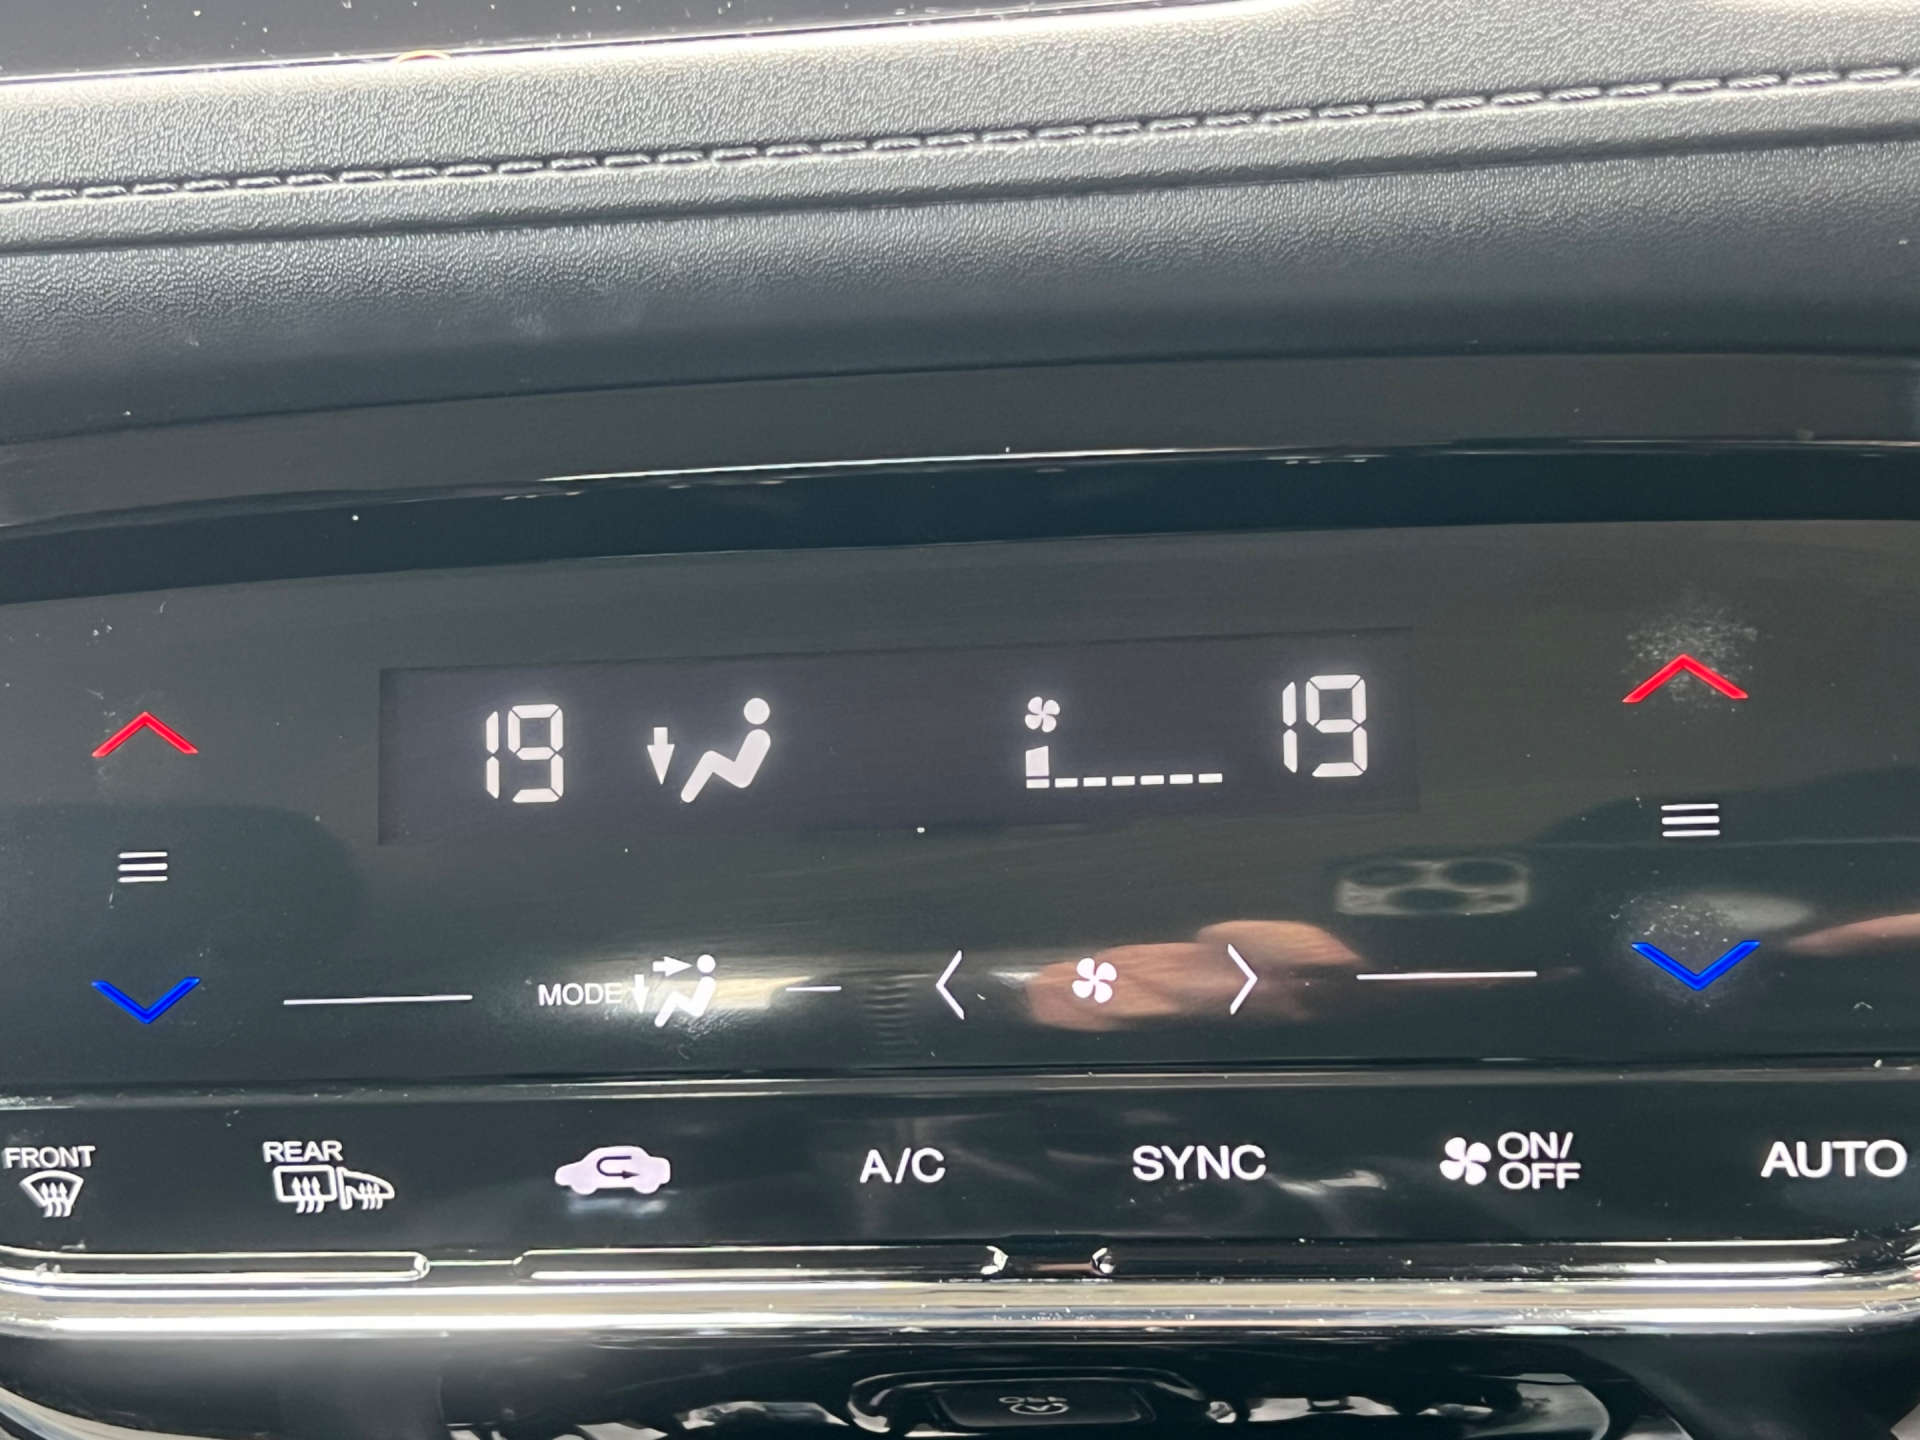 19 19
MODE
FRONT
REAR
A/C
SYNC
ON/
OFF
AUTO